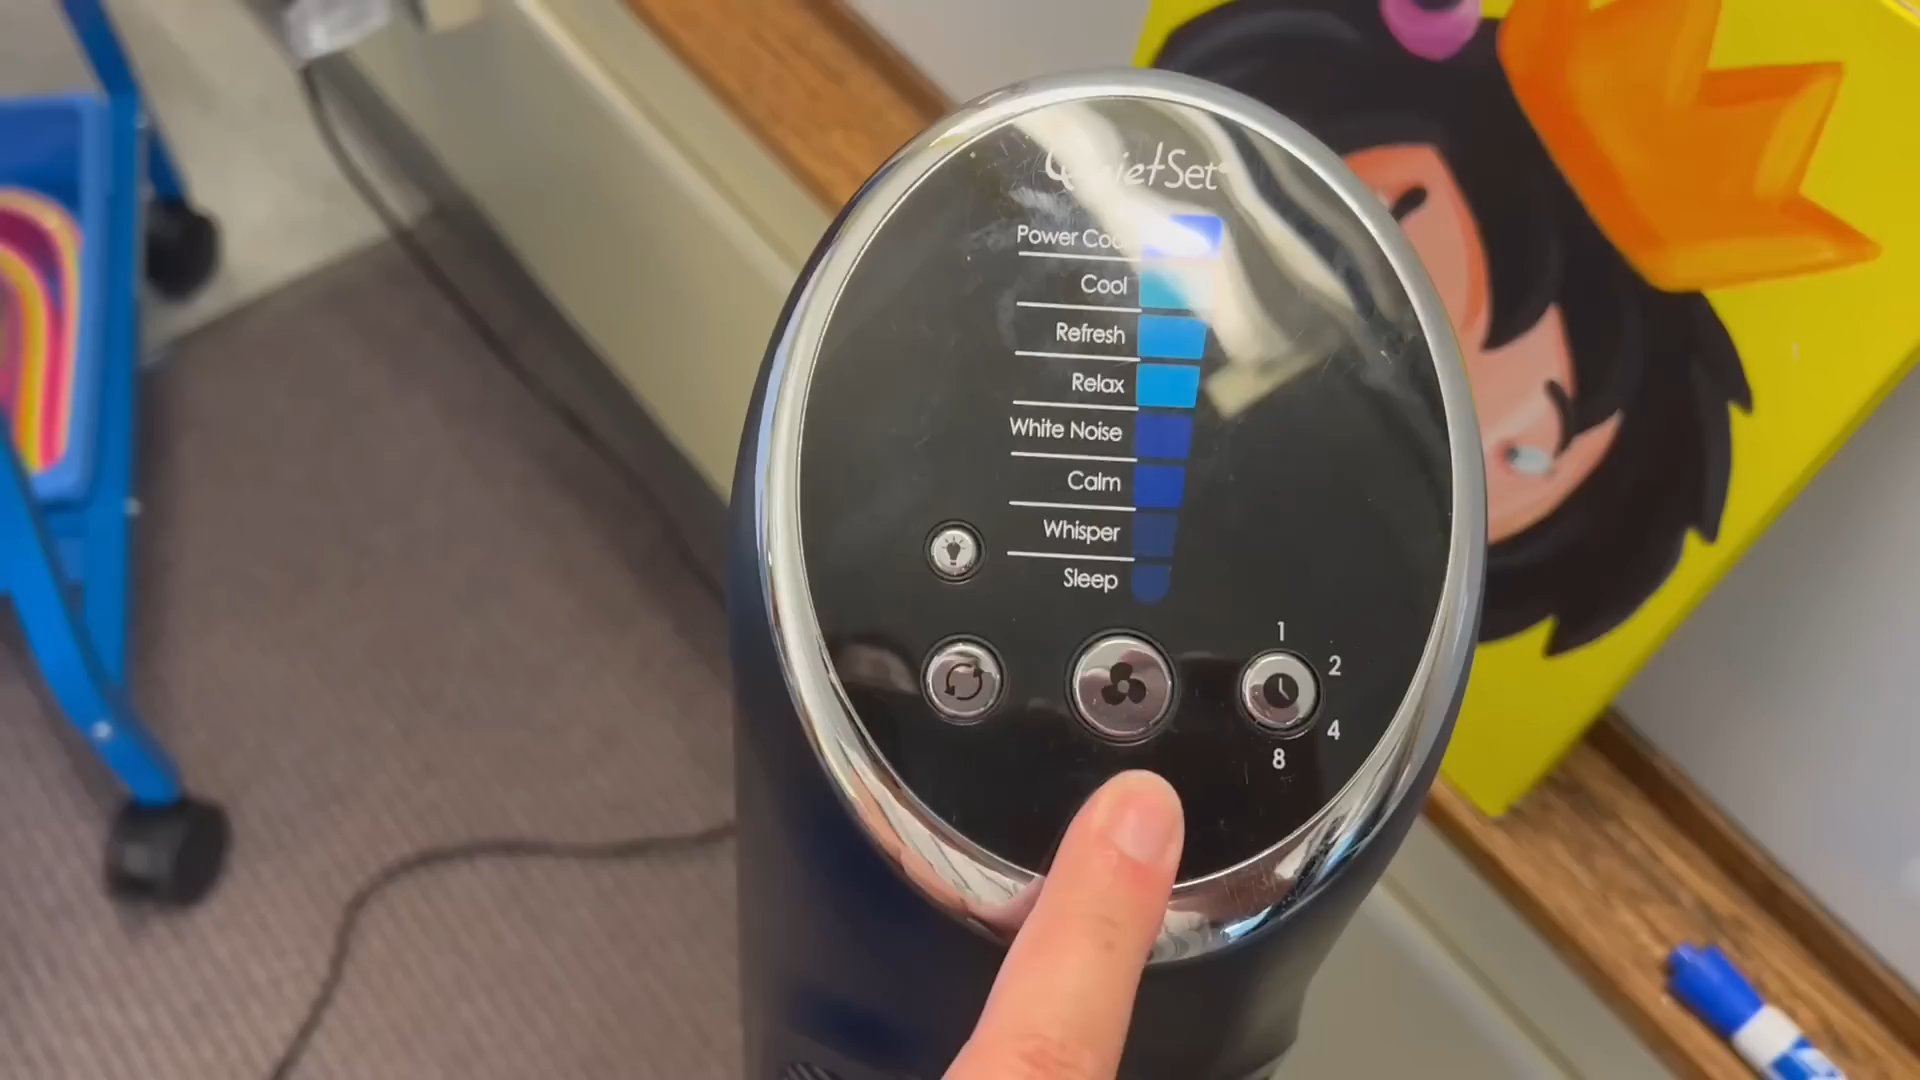 QuietSet
Power Cool
Cool
Refresh
Relax
White Noise
Calm
Whisper
Sleep
1
2
4
8